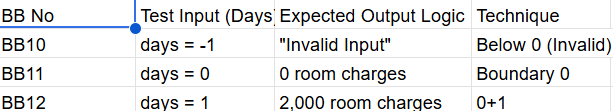 BB No Test Input (Days) Expected Output Logic Technique
BB10 days = -1 "Invalid Input" Below 0 (Invalid)
BB11 days = 0 0 room charges Boundary 0
BB12 days = 1 2,000 room charges 0+1